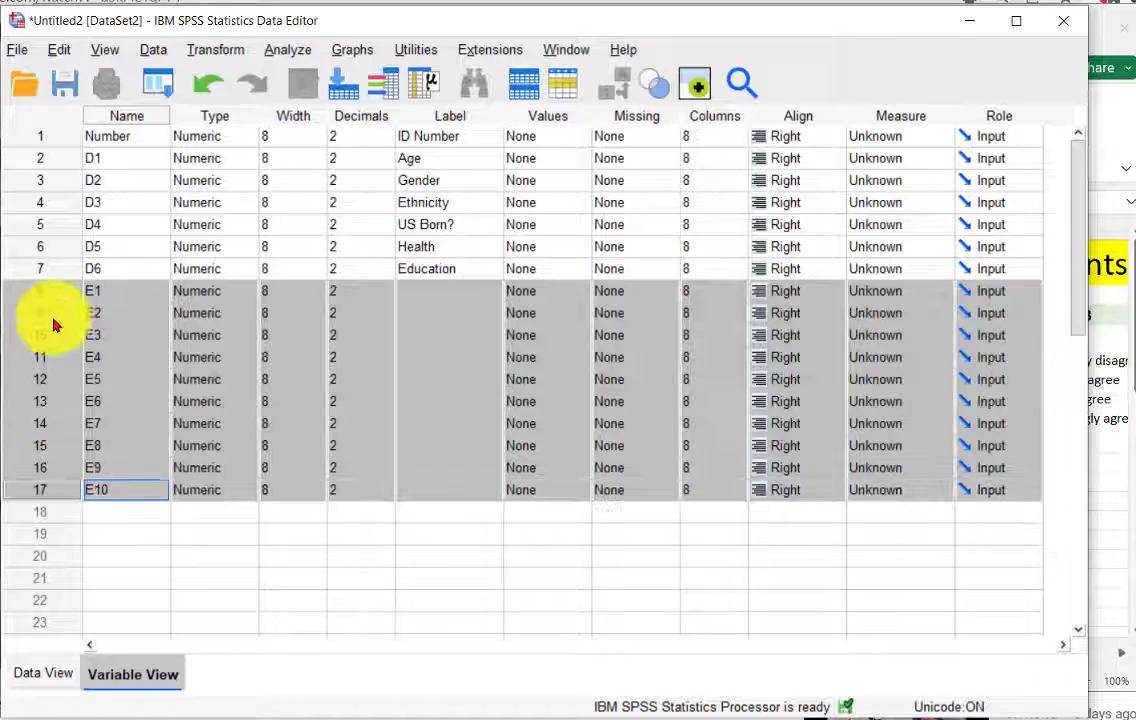 *Untitled2 [DataSet2] - IBM SPSS Statistics Data Editor
File Edit View Data Transform Analyze Graphs Utilities Extensions Window Help
hare
Name Type Width Decimals Label Values Missing Columns Align Measure Role
1 Number Numeric 8 2 ID Number None None 8 Right Unknown Input
2 D1 Numeric 8 2 Age None None 8 Right Unknown Input
3 D2 Numeric 8 2 Gender None None 8 Right Unknown Input
4 D3 Numeric 8 2 Ethnicity None None 8 Right Unknown Input
5 D4 Numeric 8 2 US Born? None None 8 Right Unknown Input
6 D5 Numeric 8 2 Health None None 8 Right Unknown Input
7 D6 Numeric 8 2 Education None None 8 Right Unknown Input
nts
E1 Numeric 8 2 None None 8 Right Unknown Input
E2 Numeric 8 2 None None 8 Right Unknown Input
10 E3 Numeric 8 2 None None 8 Right Unknown Input
11 E4 Numeric 8 2 None None 8 Right Unknown Input
y disagr
12 E5 Numeric 8 2 None None 8 Right Unknown Input
agree
13 E6 Numeric 8 2 None None 8 Right Unknown Input
gree
14 E7 Numeric 8 2 None None 8 Right Unknown Input
gly agre
15 E8 Numeric 8 2 None None 8 Right Unknown Input
16 E9 Numeric 8 2 None None 8 Right Unknown Input
17 E10 Numeric 8 2 None None 8 Right Unknown Input
18
19
20
21
22
23
Data View Variable View
100%
IBM SPSS Statistics Processor is ready Unicode:ON
days ago